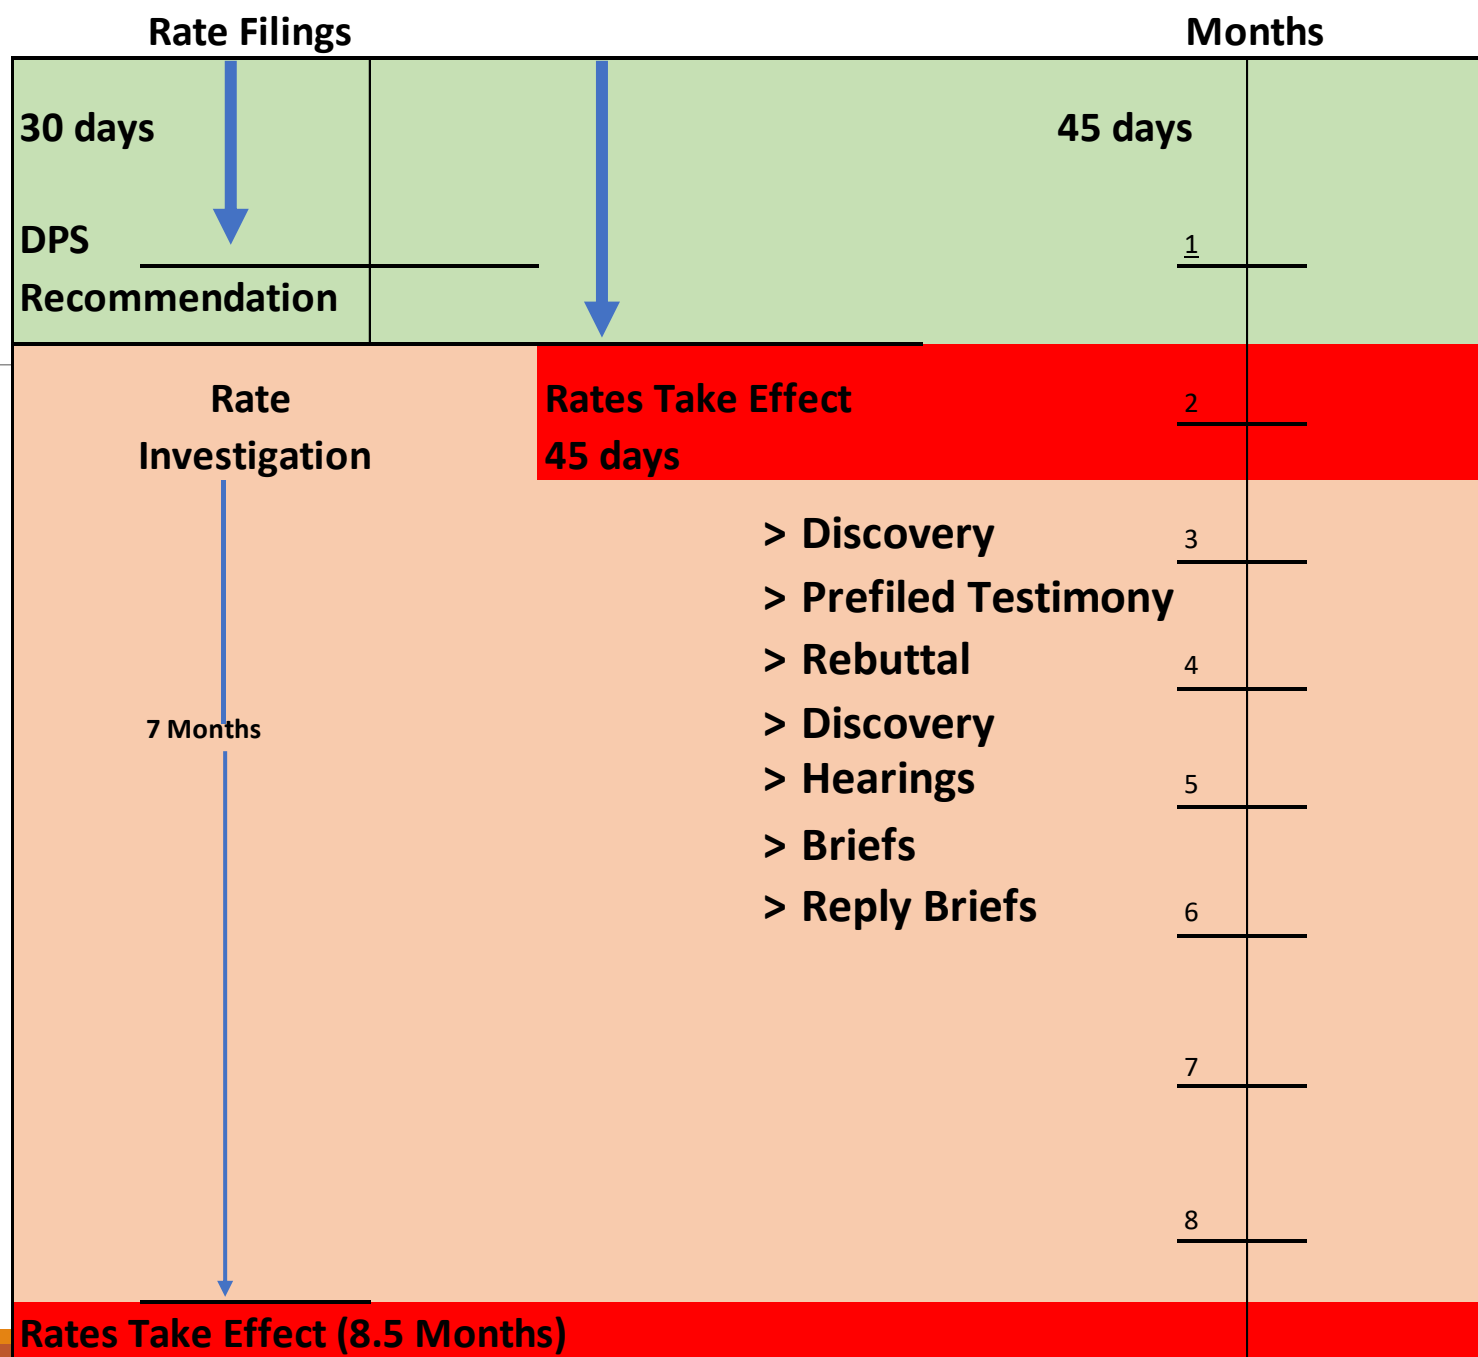 Rate Filings
Months
30 days
45 days
DPS
1
Recommendation
Rate
Rates Take Effect
2
Investigation
45 days
> Discovery
3
> Prefiled Testimony
> Rebuttal
4
7 Months
> Discovery
> Hearings
5
> Briefs
> Reply Briefs
6
7
8
Rates Take Effect (8.5 Months)